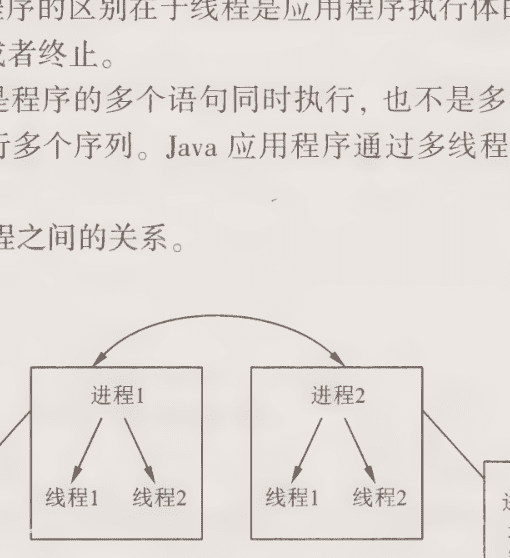 程序的区别在于线程是应用程序执行体的
或者终止。
是程序的多个语句同时执行，也不是多
行多个序列。Java 应用程序通过多线程
程之间的关系。
进程1
进程2
线程1 线程2
线程1 线程2